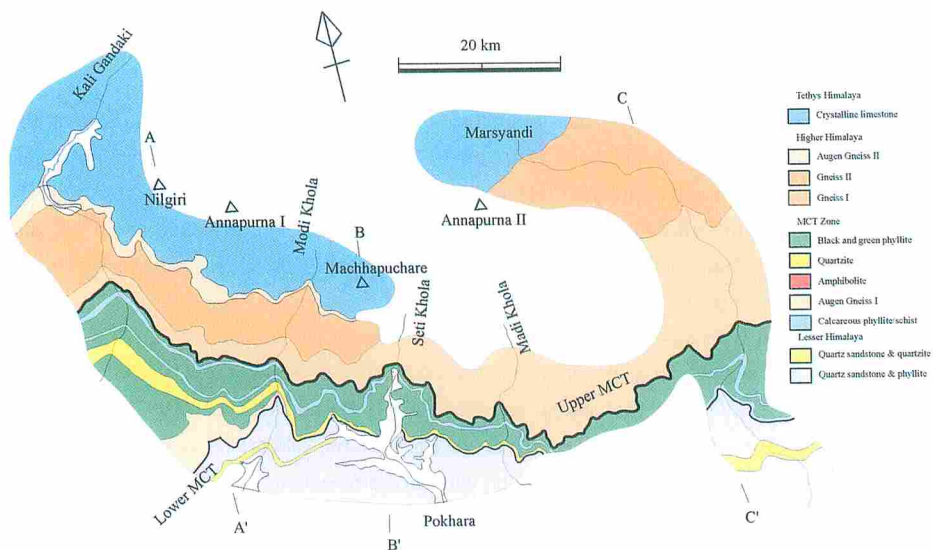 20 km
Kali Gandaki
A
Nilgiri
Annapurna I
Modi Khola
B
Machhapuchare
Seti Khola
Marsyandi
Annapurna II
C
Madi Khola
Upper MCT
Lower MCT
A'
B'
Pokhara
C'
Tethys Himalaya
Crystalline limestone
Higher Himalaya
Augen Gneiss II
Gneiss II
Gneiss I
MCT Zone
Black and green phyllite
Quartzite
Amphibolite
Augen Gneiss I
Calcareous phyllite/schist
Lesser Himalaya
Quartz sandstone & quartzite
Quartz sandstone & phyllite